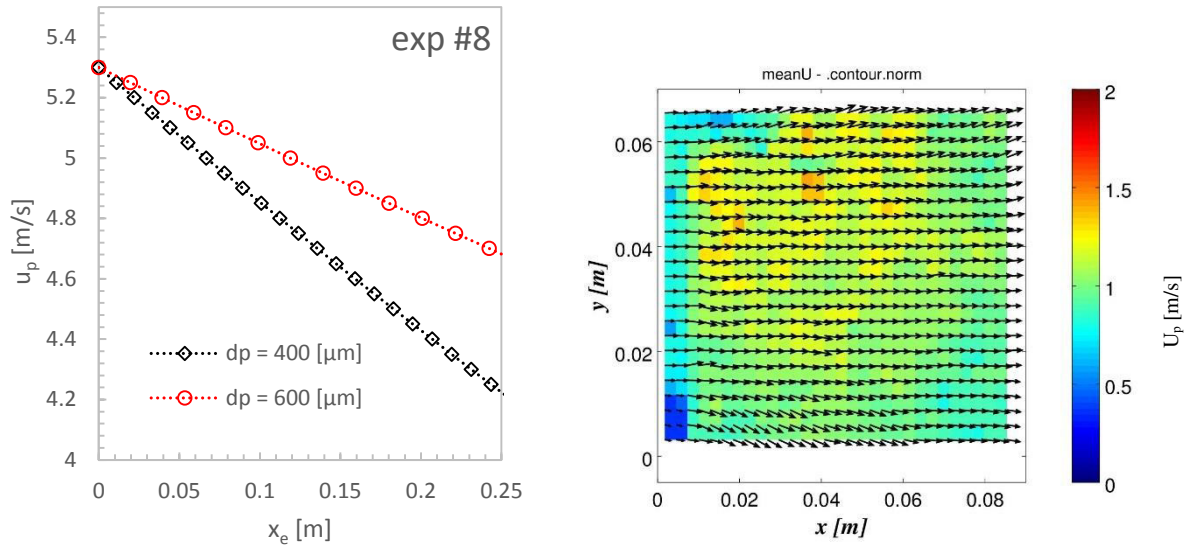 exp #8
5.4
5.2
5
4.8
4.6
4.4
4.2
4
u_p [m/s]
dp = 400 [µm]
dp = 600 [µm]
0 0.05 0.1 0.15 0.2 0.25
x_e [m]
meanU - .contour.norm
0.06
0.04
0.02
0
y [m]
0 0.02 0.04 0.06 0.08
x [m]
2
1.5
1
0.5
0
U_p [m/s]